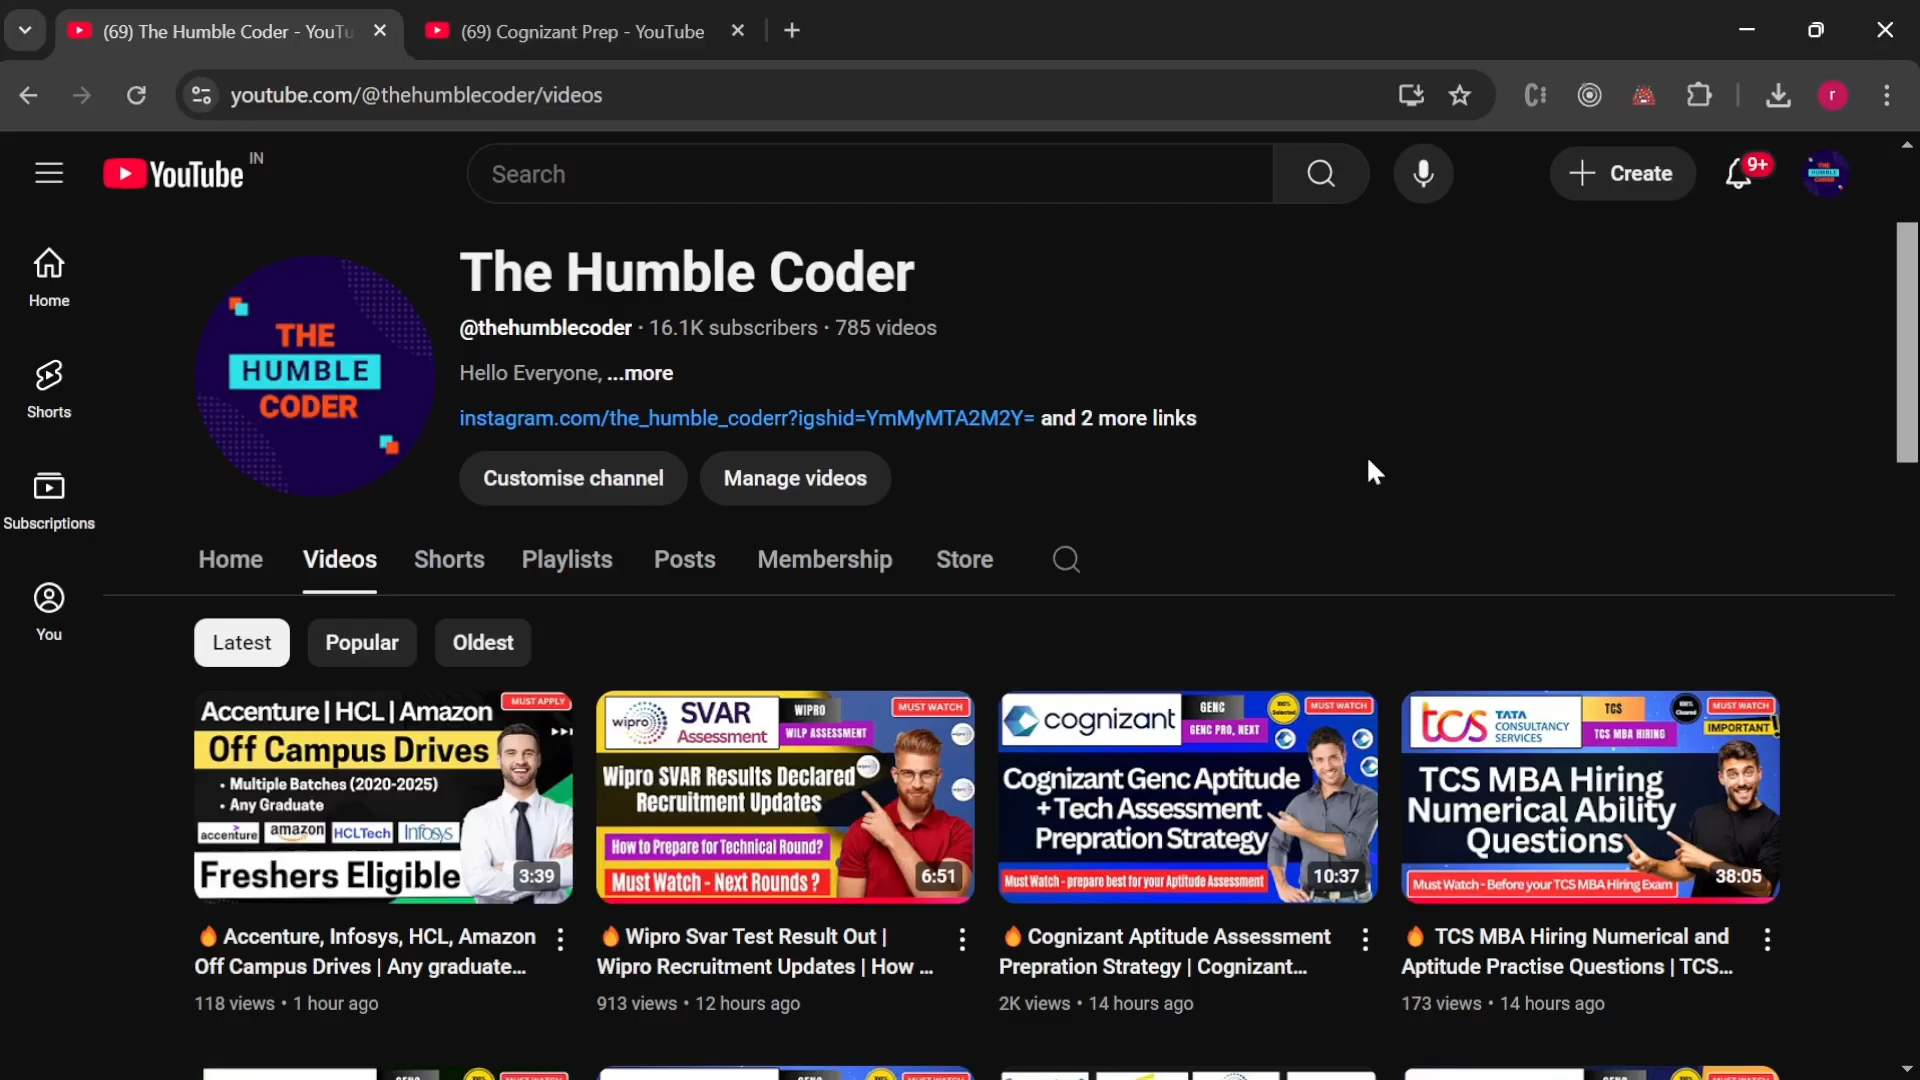 (69) The Humble Coder - YouTu
(69) Cognizant Prep - YouTube
youtube.com/@thehumblecoder/videos
r
YouTube IN
Search
Create
9+
Home
Shorts
Subscriptions
You
THE
HUMBLE
CODER
The Humble Coder
@thehumblecoder · 16.1K subscribers · 785 videos
Hello Everyone, ...more
instagram.com/the_humble_coderr?igshid=YmMyMTA2M2Y= and 2 more links
Customise channel
Manage videos
Home
Videos
Shorts
Playlists
Posts
Membership
Store
Latest
Popular
Oldest
Accenture | HCL | Amazon
MUST APPLY
Off Campus Drives
• Multiple Batches (2020-2025)
• Any Graduate
accenture amazon HCLTech Infosys
Freshers Eligible
3:39
🔥 Accenture, Infosys, HCL, Amazon
Off Campus Drives | Any graduate...
118 views • 1 hour ago
wipro
SVAR
Assessment
WIPRO
WILP ASSESSMENT
MUST WATCH
Wipro SVAR Results Declared
Recruitment Updates
How to Prepare for Technical Round?
Must Watch - Next Rounds ?
6:51
🔥 Wipro Svar Test Result Out |
Wipro Recruitment Updates | How ...
913 views • 12 hours ago
cognizant
GENC
GENC PRO, NEXT
100%
Selected
MUST WATCH
Cognizant Genc Aptitude
+ Tech Assessment
Prepration Strategy
Must Watch - prepare best for your Aptitude Assessment
10:37
🔥 Cognizant Aptitude Assessment
Prepration Strategy | Cognizant...
2K views • 14 hours ago
tcs
TATA
CONSULTANCY
SERVICES
TCS
TCS MBA HIRING
100%
Cleared
MUST WATCH
IMPORTANT
TCS MBA Hiring
Numerical Ability
Questions
Must Watch - Before your TCS MBA Hiring Exam
38:05
🔥 TCS MBA Hiring Numerical and
Aptitude Practise Questions | TCS...
173 views • 14 hours ago